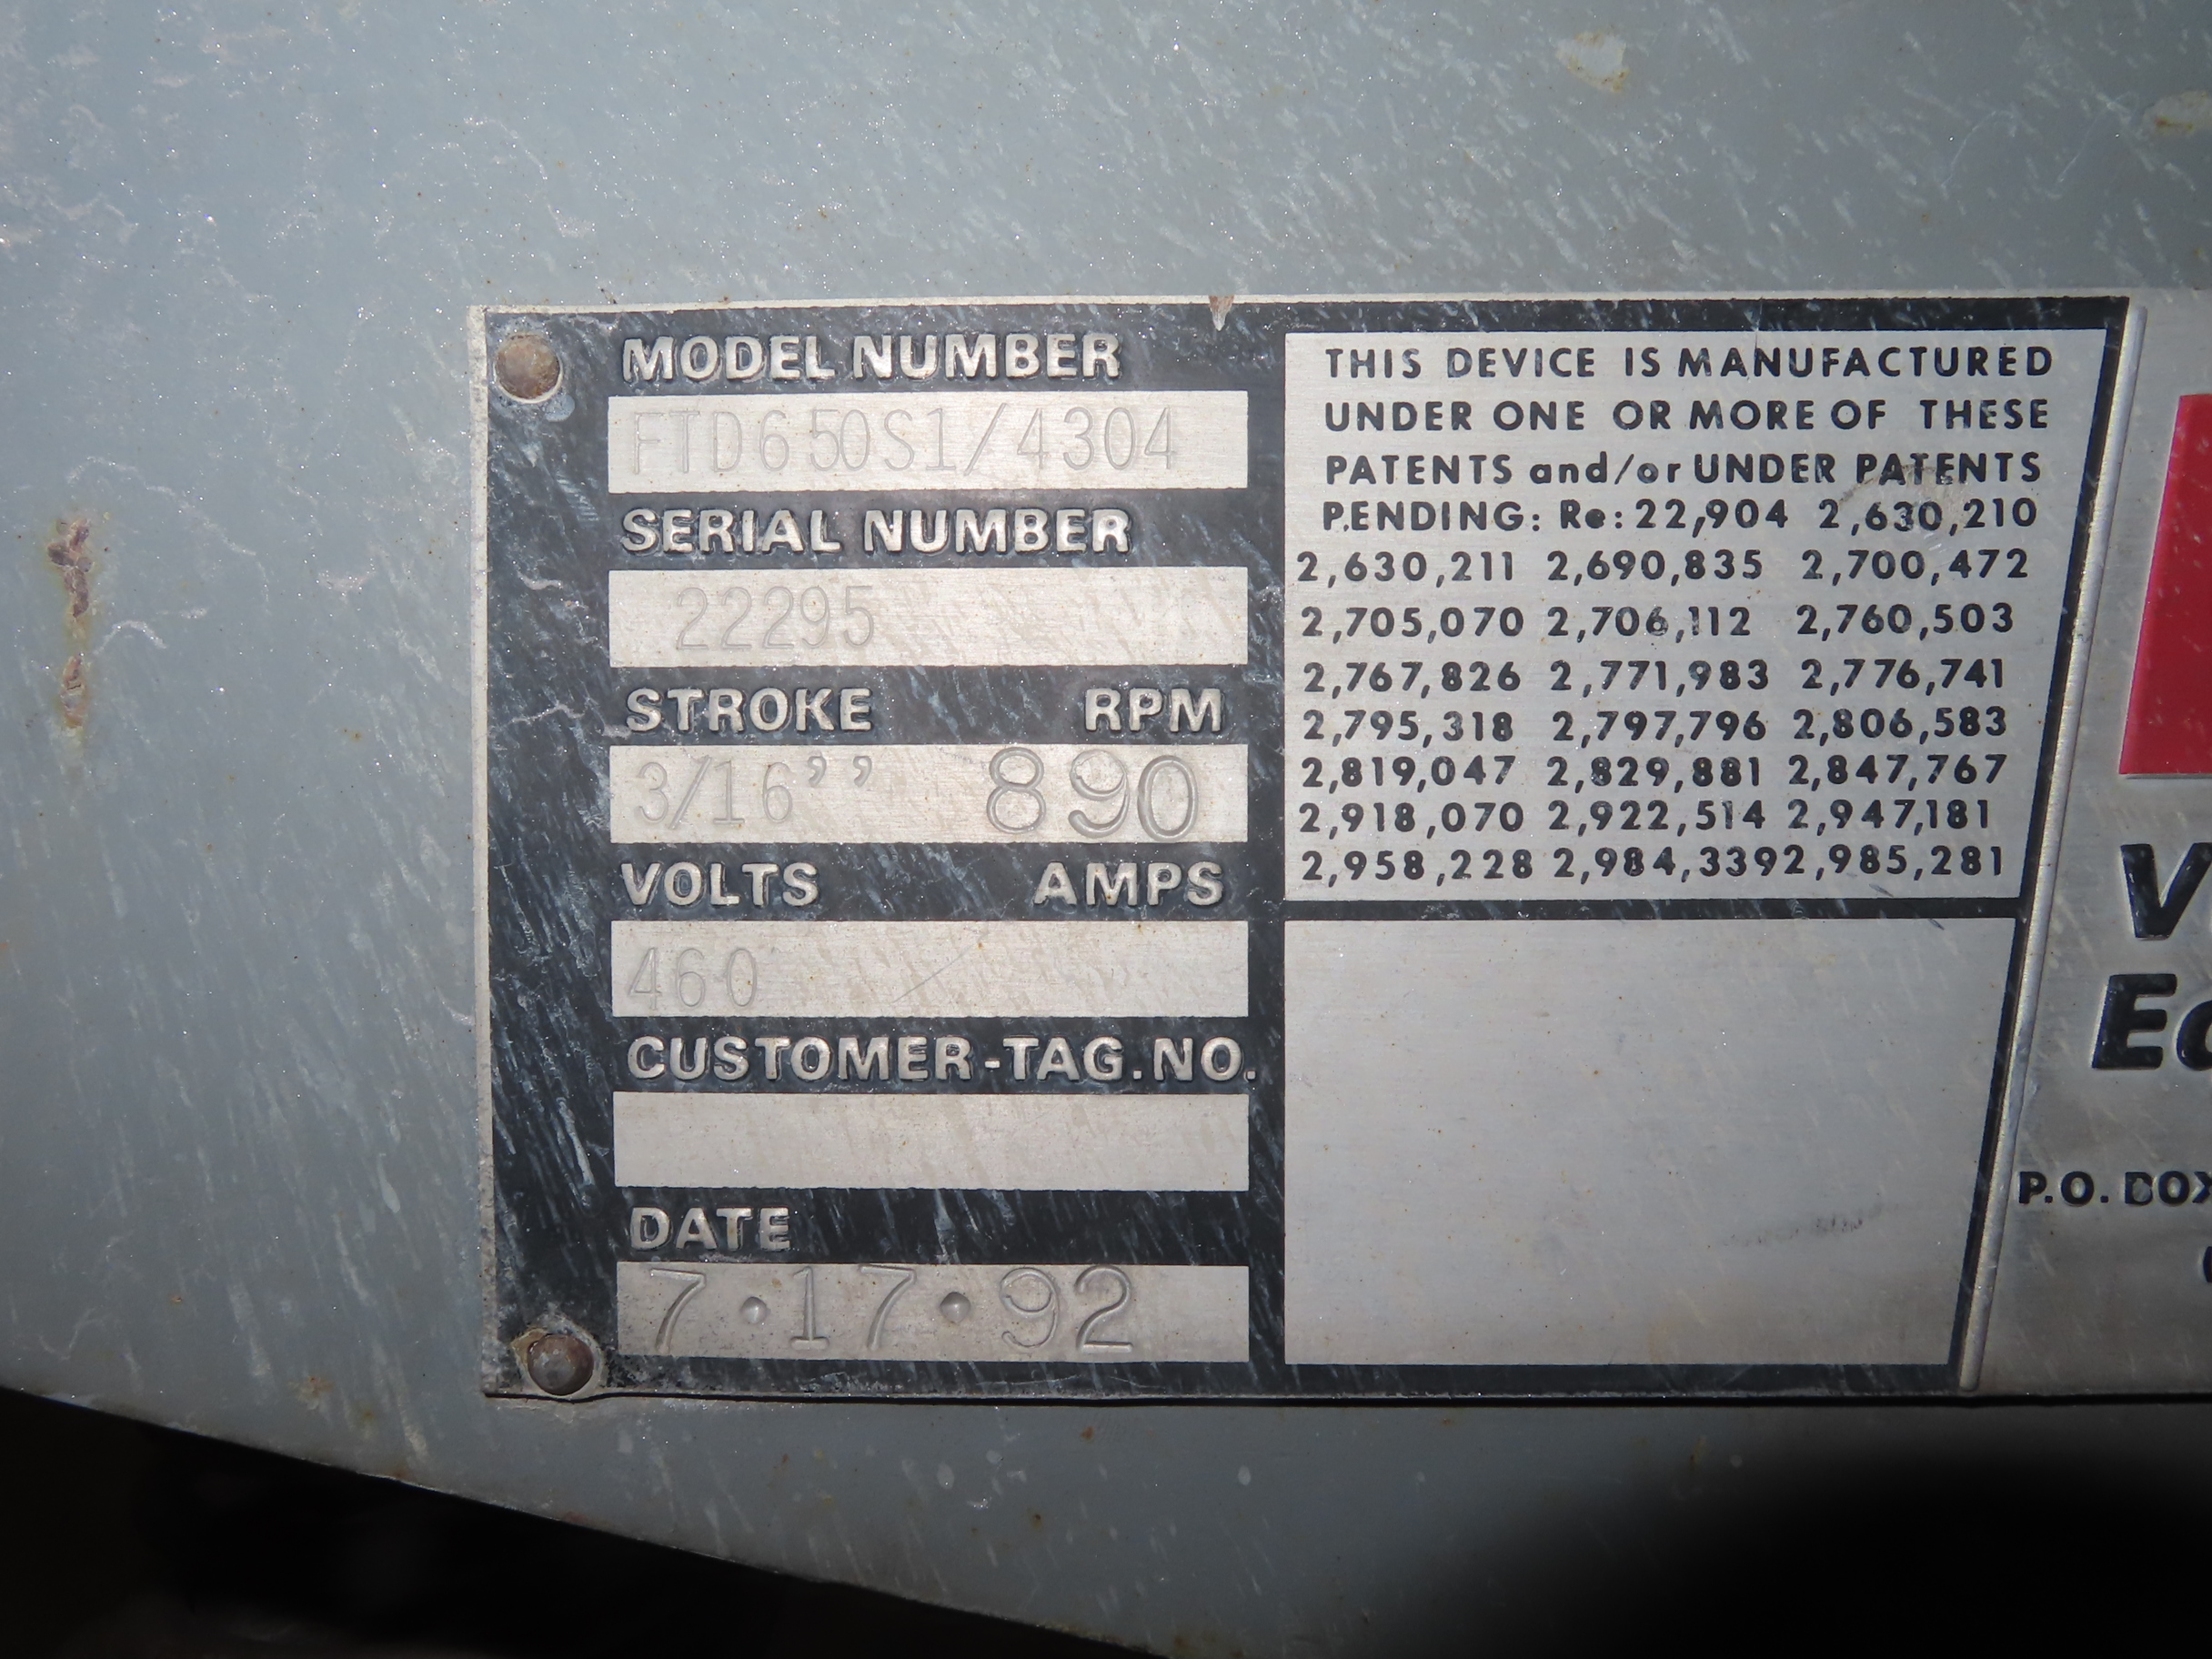 MODEL NUMBER
FTD650S1/4304
SERIAL NUMBER
22295
STROKE RPM
3/16’’ 890
VOLTS AMPS
460
CUSTOMER-TAG.NO.
DATE
7·17·92
THIS DEVICE IS MANUFACTURED
UNDER ONE OR MORE OF THESE
PATENTS and/or UNDER PATENTS
PENDING: Re:22,904 2,630,210
2,630,211 2,690,835 2,700,472
2,705,070 2,706,112 2,760,503
2,767,826 2,771,983 2,776,741
2,795,318 2,797,796 2,806,583
2,819,047 2,829,881 2,847,767
2,918,070 2,922,514 2,947,181
2,958,228 2,984,339 2,985,281
P.O. BOX